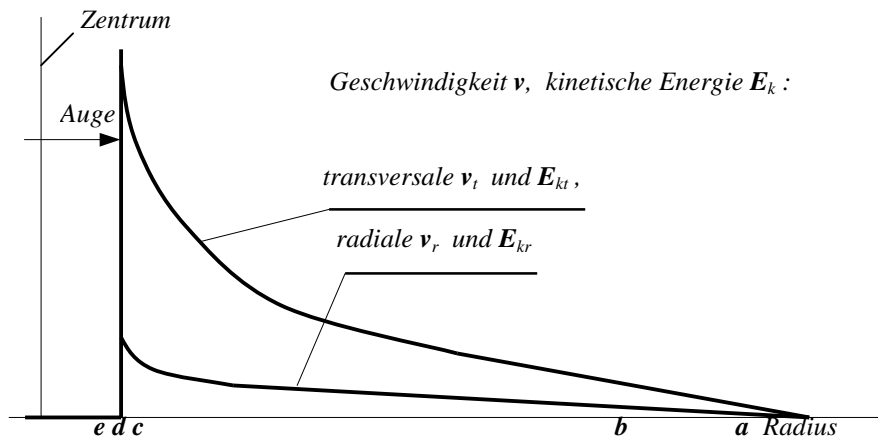 Zentrum
Geschwindigkeit v, kinetische Energie Eₖ :
Auge
transversale vₜ und Eₖₜ ,
radiale vᵣ und Eₖᵣ
e d c b a Radius